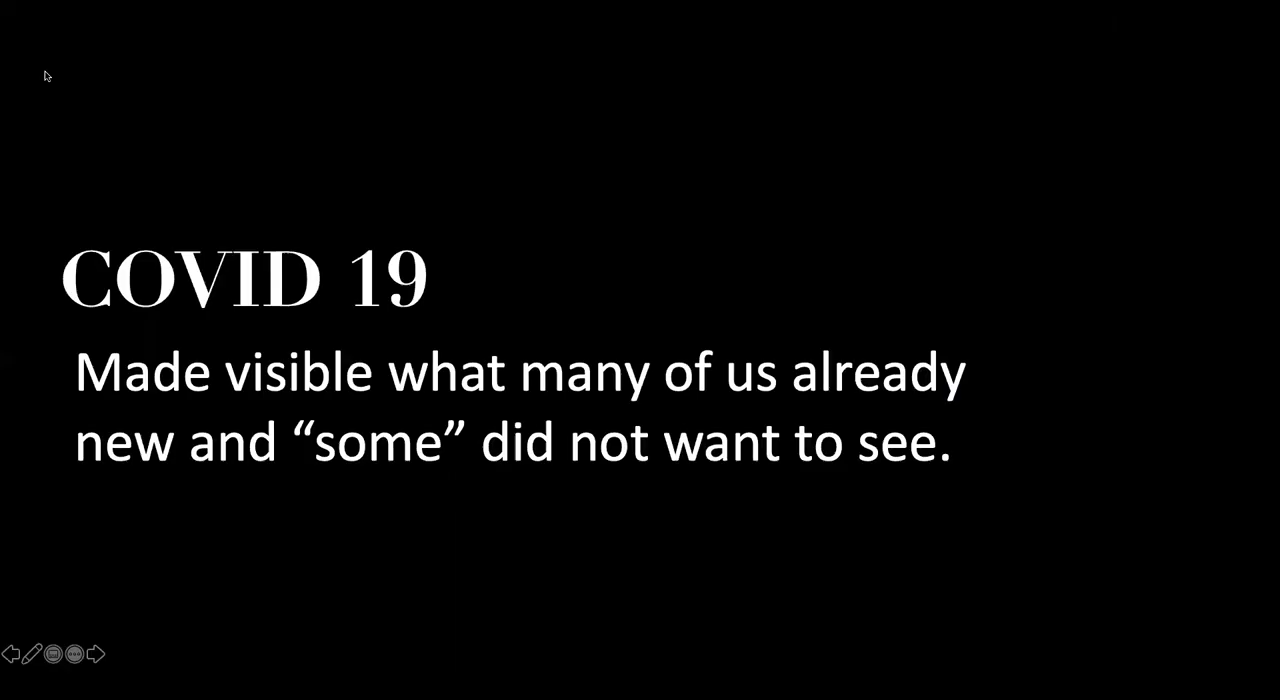 COVID 19
Made visible what many of us already
new and “some” did not want to see.